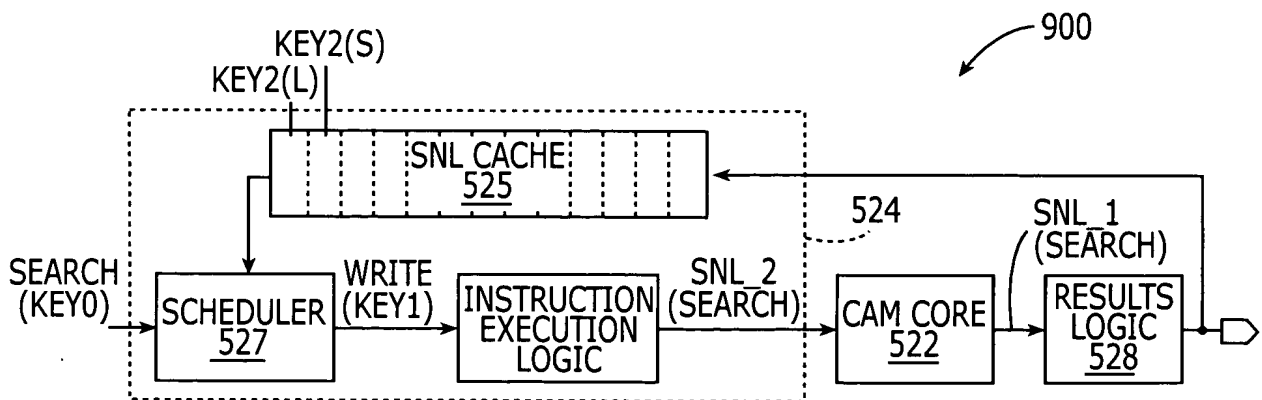 900
KEY2(S)
KEY2(L)
SNL CACHE
525
524
SNL_1
(SEARCH)
SEARCH
(KEY0)
SCHEDULER
527
WRITE
(KEY1)
INSTRUCTION
EXECUTION
LOGIC
SNL_2
(SEARCH)
CAM CORE
522
RESULTS
LOGIC
528